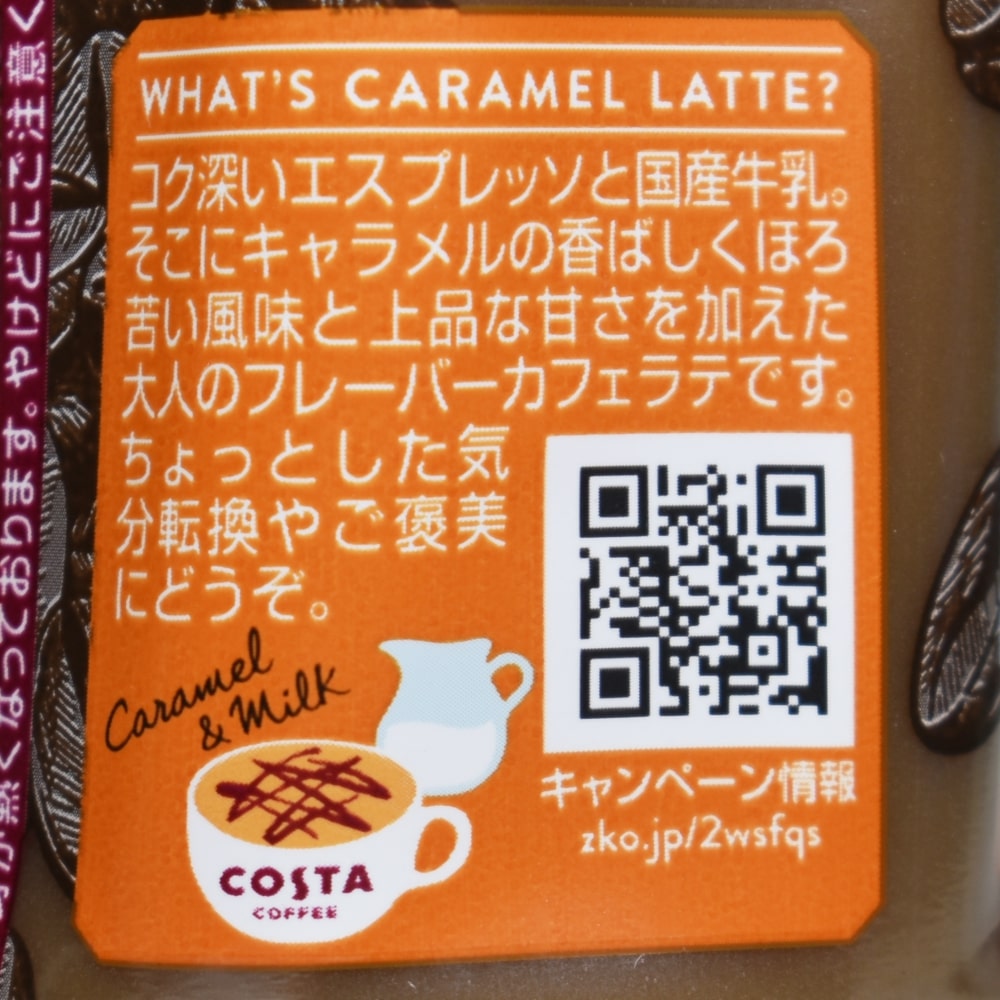 WHAT'S CARAMEL LATTE?
コク深いエスプレッソと国産牛乳。
そこにキャラメルの香ばしくほろ
苦い風味と上品な甘さを加えた
大人のフレーバーカフェラテです。
ちょっとした気
分転換やご褒美
にどうぞ。
Caramel
& Milk
COSTA
COFFEE
キャンペーン情報
zko.jp/2wsfqs
熱くなっております。やけどにご注意く